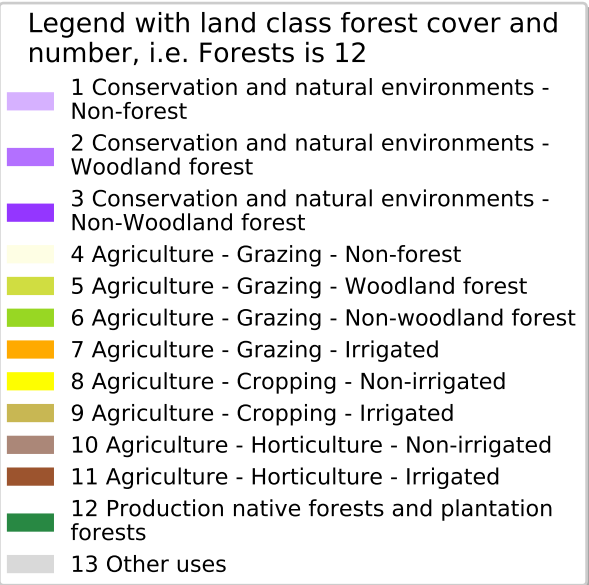 Legend with land class forest cover and
number, i.e. Forests is 12
1 Conservation and natural environments -
Non-forest
2 Conservation and natural environments -
Woodland forest
3 Conservation and natural environments -
Non-Woodland forest
4 Agriculture - Grazing - Non-forest
5 Agriculture - Grazing - Woodland forest
6 Agriculture - Grazing - Non-woodland forest
7 Agriculture - Grazing - Irrigated
8 Agriculture - Cropping - Non-irrigated
9 Agriculture - Cropping - Irrigated
10 Agriculture - Horticulture - Non-irrigated
11 Agriculture - Horticulture - Irrigated
12 Production native forests and plantation
forests
13 Other uses